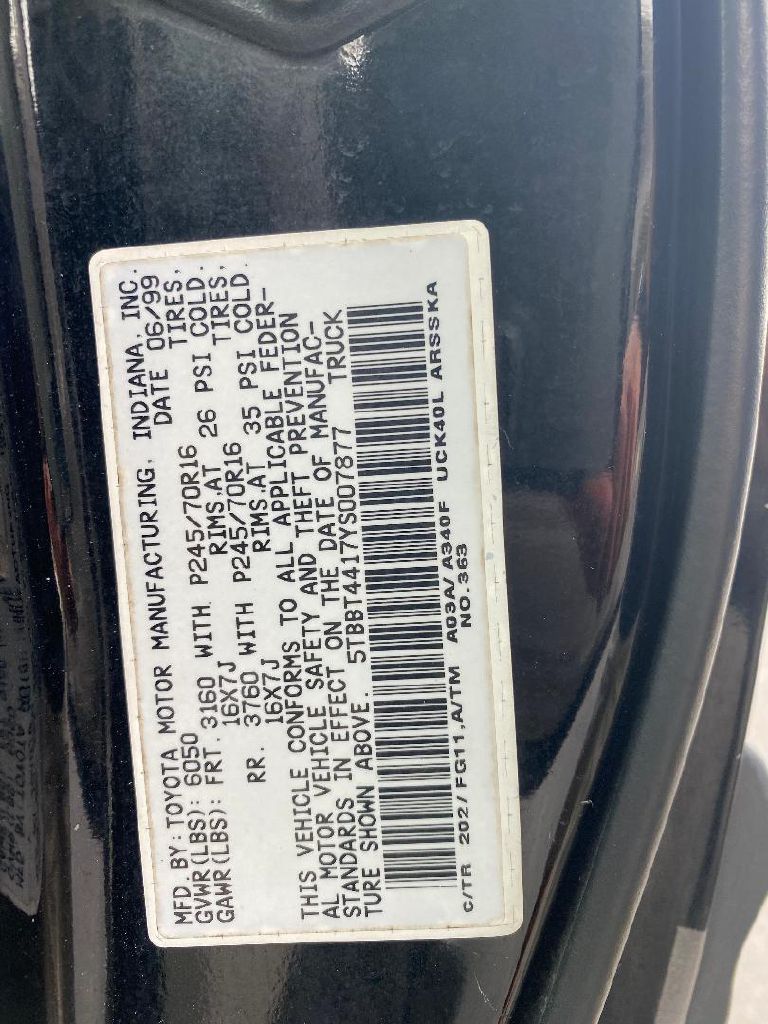 MFD. BY: TOYOTA MOTOR MANUFACTURING, INDIANA, INC.
GVWR(LBS): 6050 DATE 06/99
GAWR(LBS): FRT. 3160 WITH P245/70R16 TIRES,
16X7J RIMS,AT 26 PSI COLD.
RR. 3760 WITH P245/70R16 TIRES,
16X7J RIMS,AT 35 PSI COLD.
THIS VEHICLE CONFORMS TO ALL APPLICABLE FEDER-
AL MOTOR VEHICLE SAFETY AND THEFT PREVENTION
STANDARDS IN EFFECT ON THE DATE OF MANUFAC-
TURE SHOWN ABOVE. 5TBBT4417YS007877 TRUCK
C/TR 202/FG11,A/TM A03A/A340F UCK40L ARSSKA
NO.363